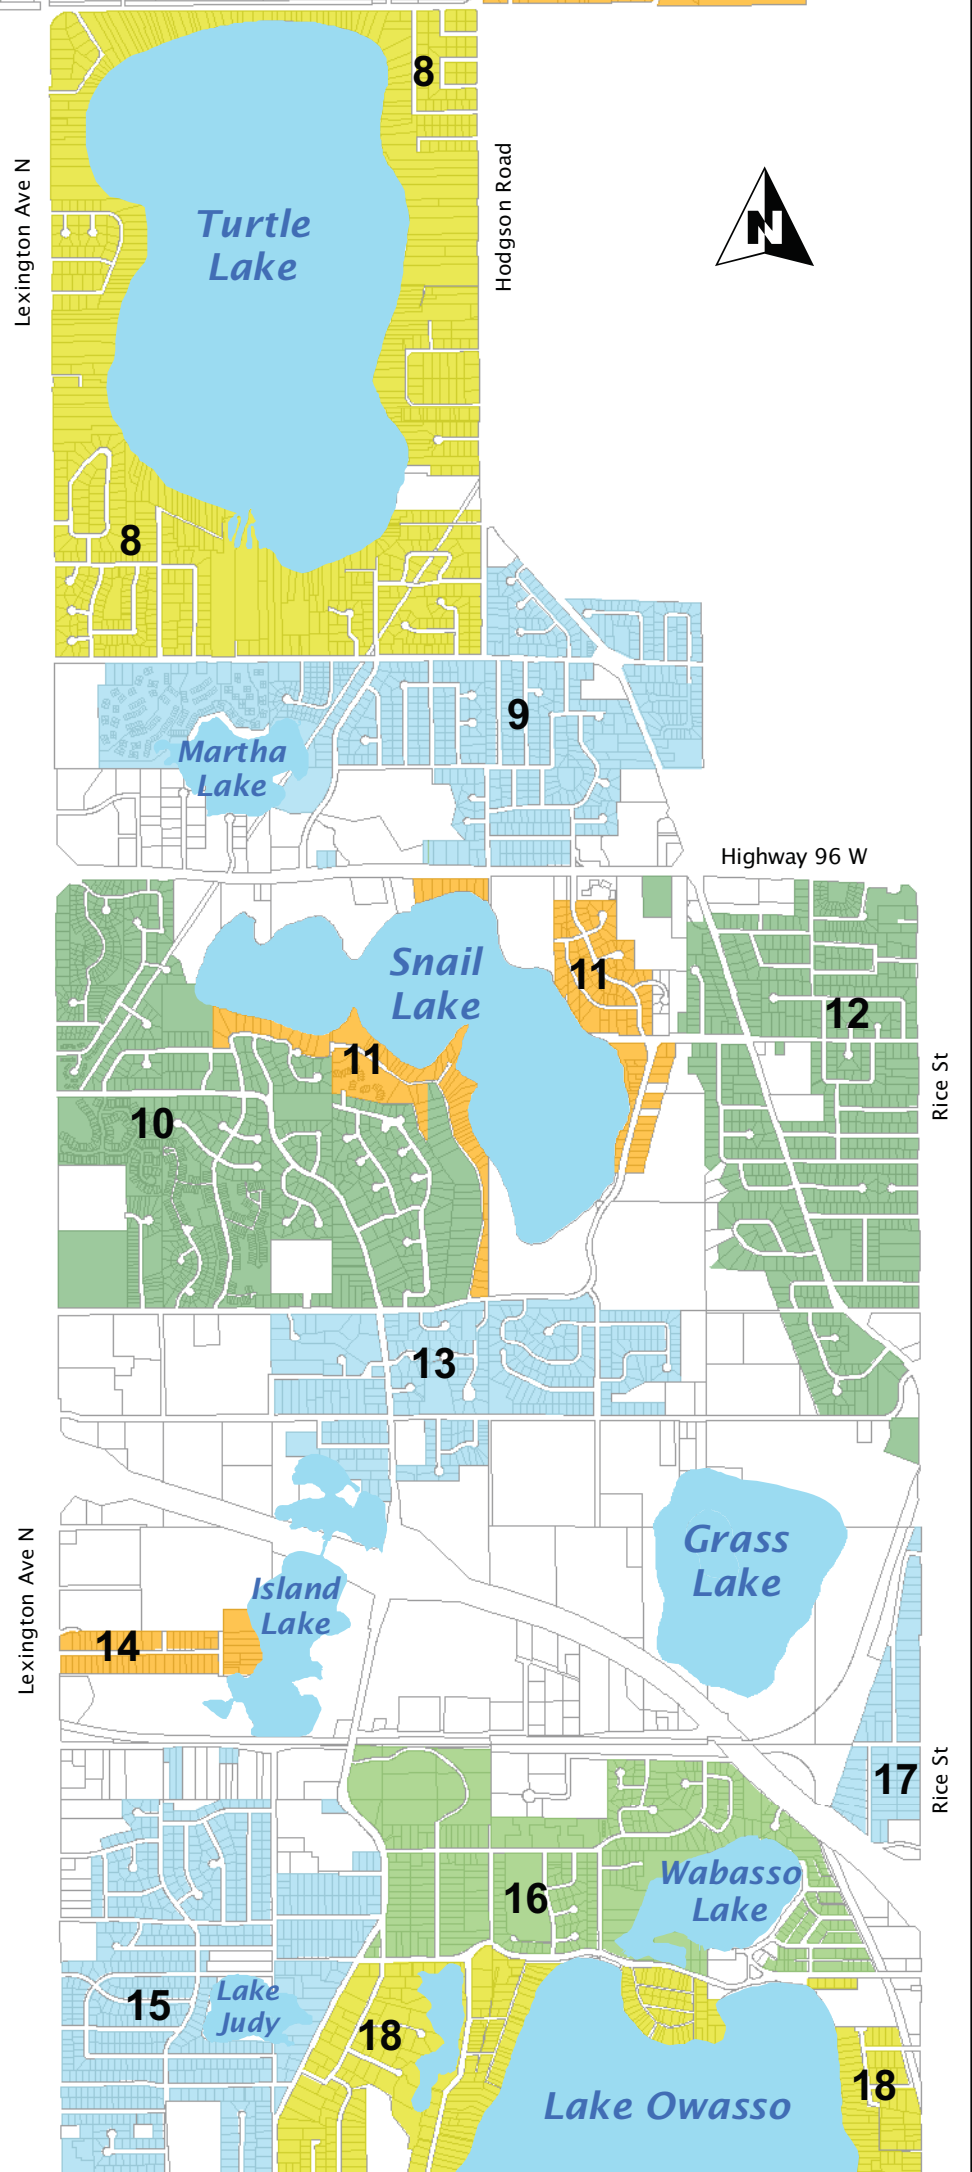 8
Lexington Ave N
Hodgson Road
Turtle
Lake
N
8
9
Martha
Lake
Highway 96 W
Snail
Lake
11
11
12
10
Rice St
13
Lexington Ave N
Grass
Lake
Island
Lake
14
17
Rice St
16
Wabasso
Lake
15
Lake
Judy
18
18
Lake Owasso